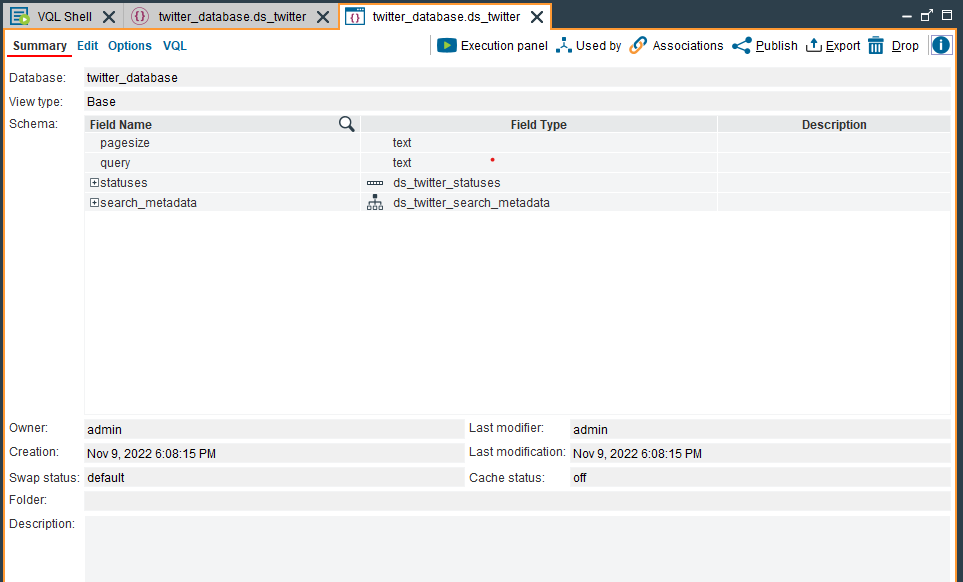 VQL Shell twitter_database.ds_twitter twitter_database.ds_twitter
Summary Edit Options VQL Execution panel Used by Associations Publish Export Drop
Database: twitter_database
View type: Base
Schema: Field Name Field Type Description
pagesize text
query text
statuses ds_twitter_statuses
search_metadata ds_twitter_search_metadata
Owner: admin Last modifier: admin
Creation: Nov 9, 2022 6:08:15 PM Last modification: Nov 9, 2022 6:08:15 PM
Swap status: default Cache status: off
Folder:
Description: